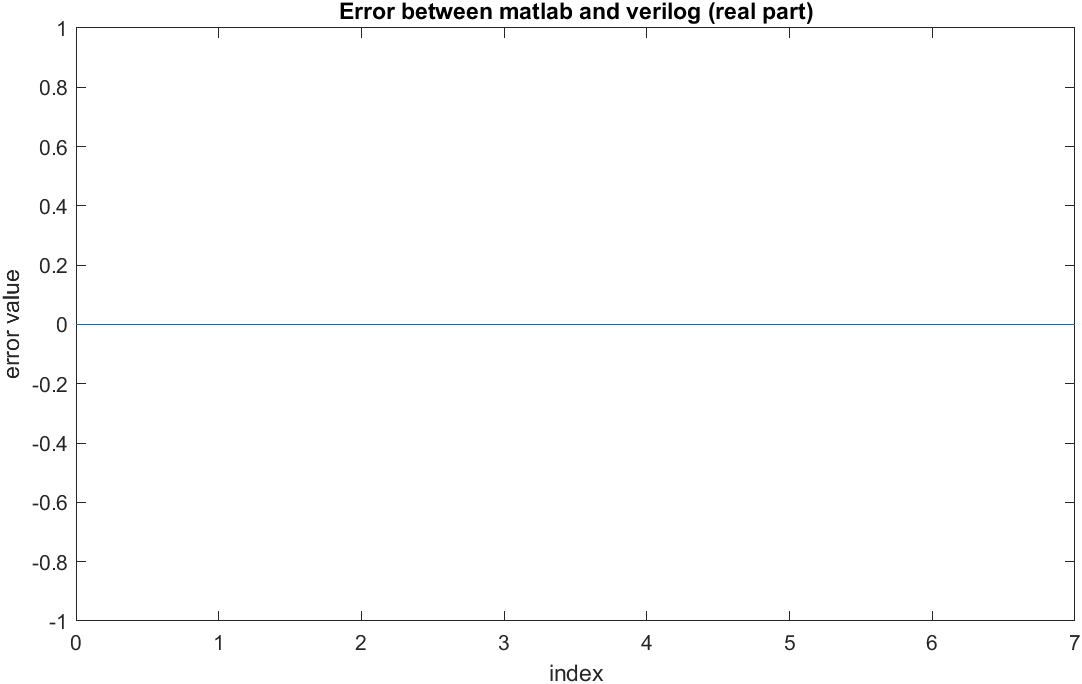 Error between matlab and verilog (real part)
1
0.8
0.6
0.4
0.2
0
-0.2
-0.4
-0.6
-0.8
-1
error value
0 1 2 3 4 5 6 7
index